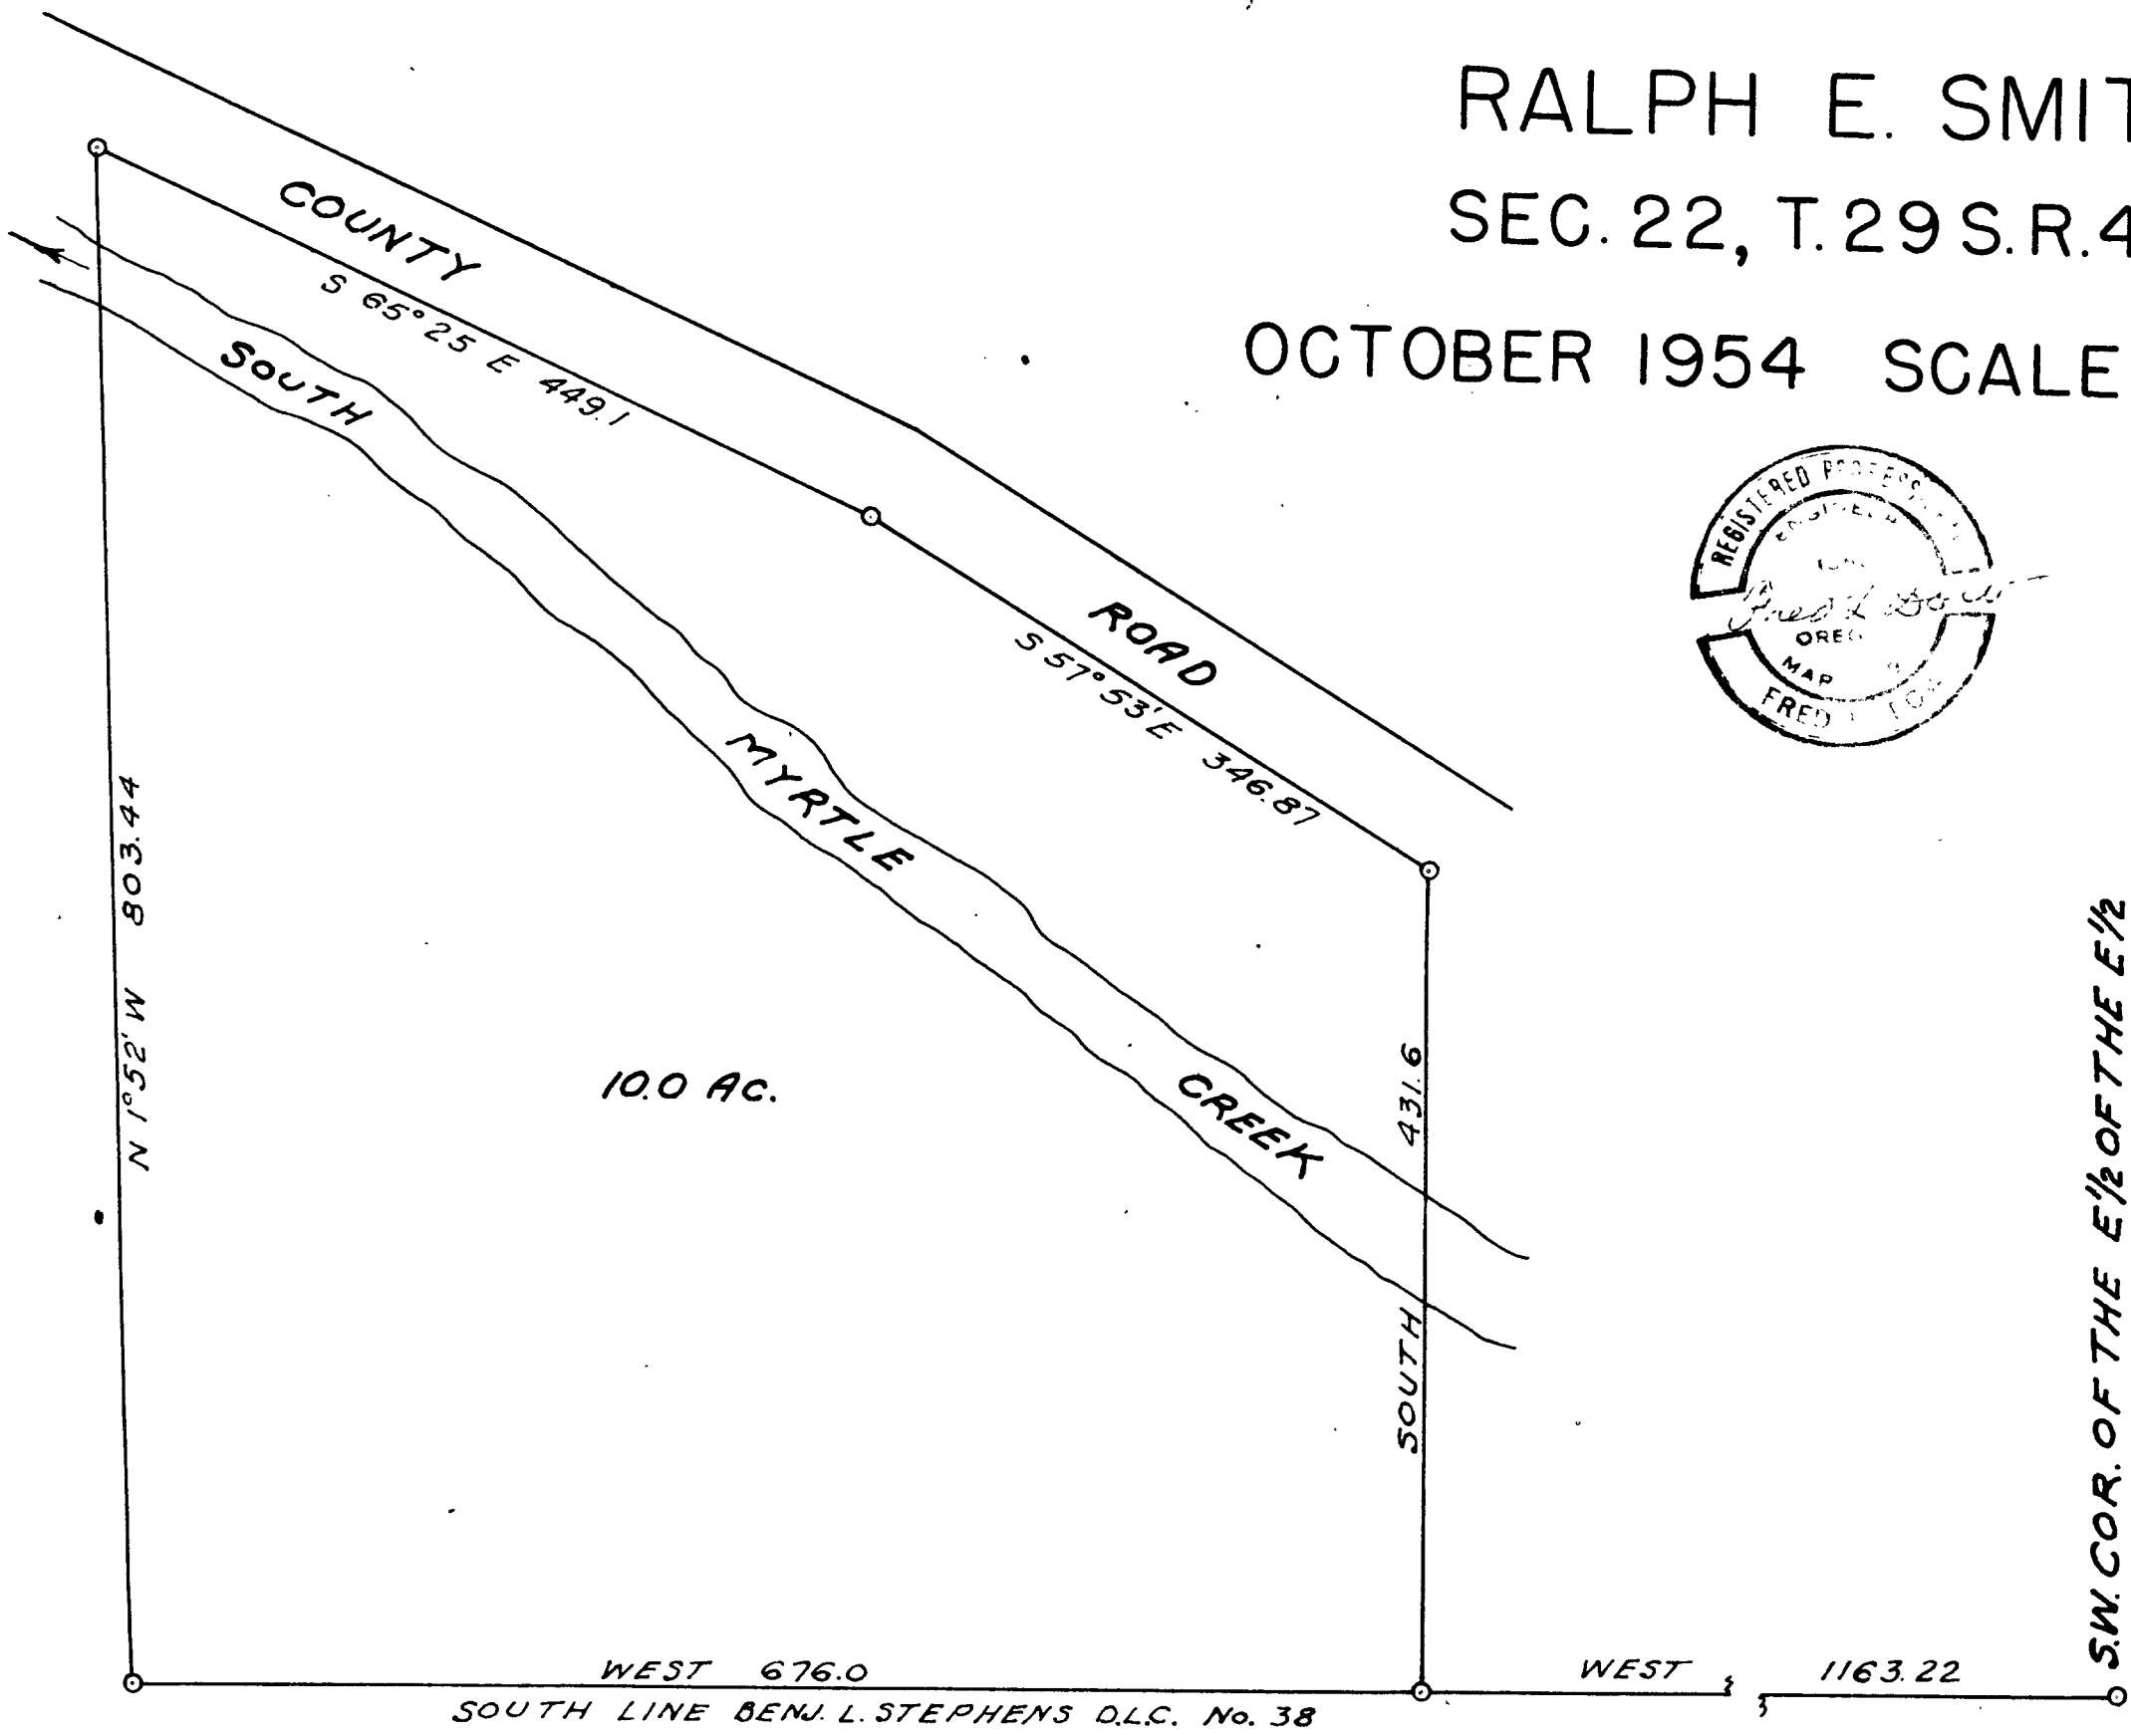 RALPH E. SMIT
SEC. 22, T. 29 S. R. 4
OCTOBER 1954 SCALE
COUNTY
S 65° 25 E 449.1
SOUTH
REGISTERED
OREG
MAP
FRED
ROAD
S 57° 53' E 346.87
MYRTLE
N 1° 52' W 803.44
10.0 AC.
CREEK
SOUTH 431.6
S.W. COR. OF THE E 1/2 OF THE E 1/2
WEST 676.0
WEST 1163.22
SOUTH LINE BENJ. L. STEPHENS D.L.C. No. 38